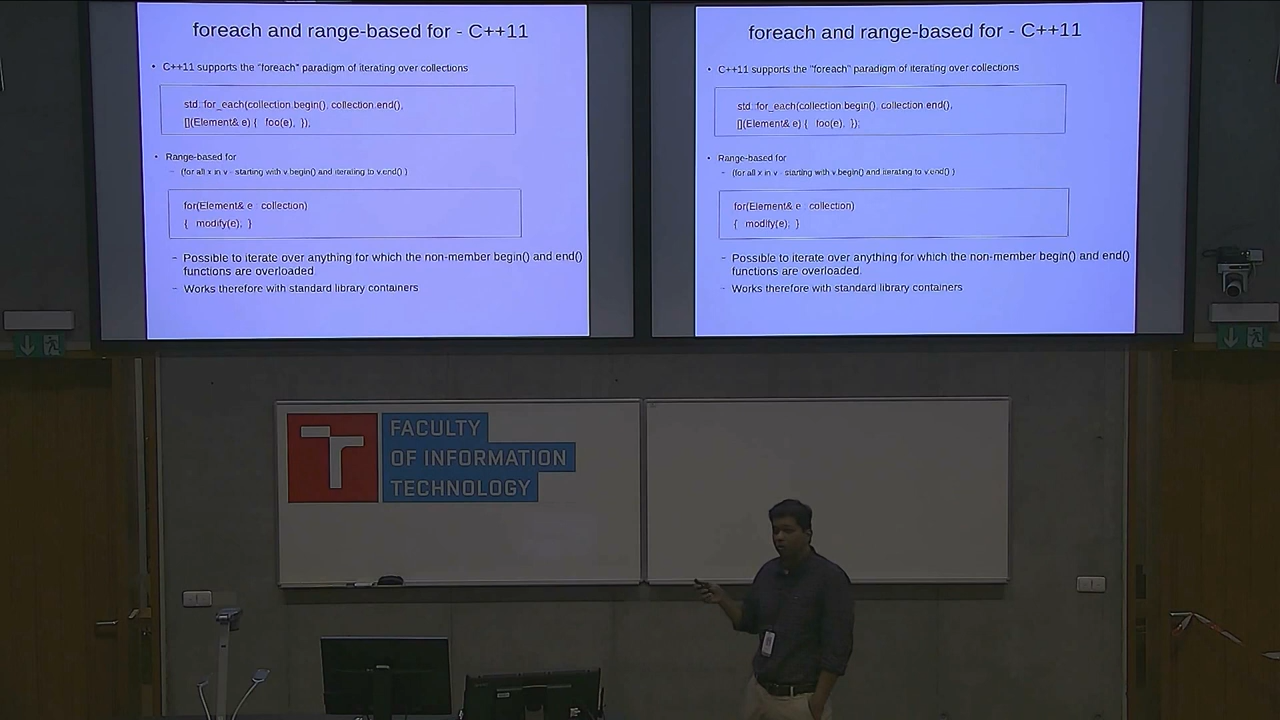 foreach and range-based for - C++11
• C++11 supports the "foreach" paradigm of iterating over collections
std::for_each(collection.begin(), collection.end(),
[](Element& e) { foo(e); });
• Range-based for
– (for all x in v - starting with v.begin() and iterating to v.end() )
for(Element& e : collection)
{ modify(e); }
– Possible to iterate over anything for which the non-member begin() and end()
functions are overloaded
– Works therefore with standard library containers
foreach and range-based for - C++11
• C++11 supports the "foreach" paradigm of iterating over collections
std::for_each(collection.begin(), collection.end(),
[](Element& e) { foo(e); });
• Range-based for
– (for all x in v - starting with v.begin() and iterating to v.end() )
for(Element& e : collection)
{ modify(e); }
– Possible to iterate over anything for which the non-member begin() and end()
functions are overloaded
– Works therefore with standard library containers
T
FACULTY
OF INFORMATION
TECHNOLOGY